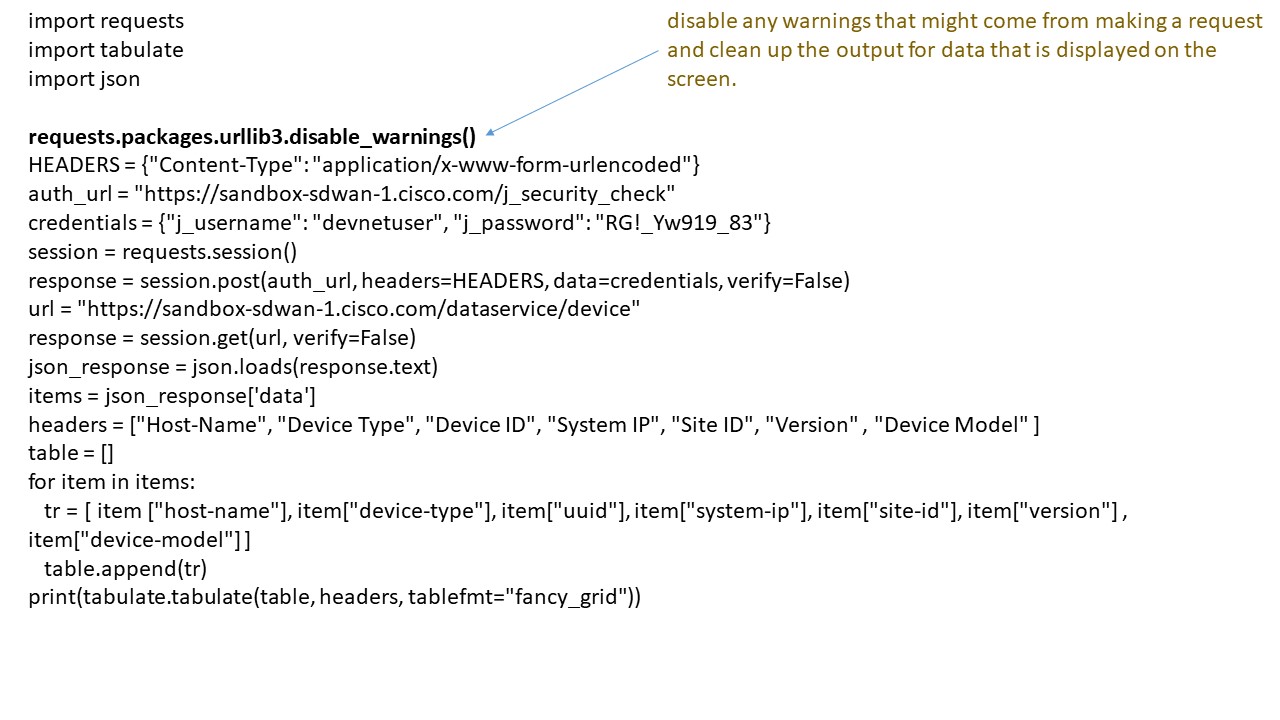 import requests
import tabulate
import json
disable any warnings that might come from making a request
and clean up the output for data that is displayed on the
screen.
requests.packages.urllib3.disable_warnings()
HEADERS = {"Content-Type": "application/x-www-form-urlencoded"}
auth_url = "https://sandbox-sdwan-1.cisco.com/j_security_check"
credentials = {"j_username": "devnetuser", "j_password": "RG!_Yw919_83"}
session = requests.session()
response = session.post(auth_url, headers=HEADERS, data=credentials, verify=False)
url = "https://sandbox-sdwan-1.cisco.com/dataservice/device"
response = session.get(url, verify=False)
json_response = json.loads(response.text)
items = json_response['data']
headers = ["Host-Name", "Device Type", "Device ID", "System IP", "Site ID", "Version" , "Device Model" ]
table = []
for item in items:
   tr = [ item ["host-name"], item["device-type"], item["uuid"], item["system-ip"], item["site-id"], item["version"] ,
item["device-model"] ]
   table.append(tr)
print(tabulate.tabulate(table, headers, tablefmt="fancy_grid"))